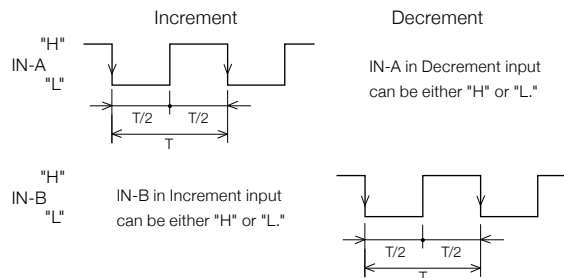 Increment
Decrement
"H"
IN-A
"L"
IN-A in Decrement input
can be either "H" or "L."
T/2
T/2
T
"H"
IN-B
"L"
IN-B in Increment input
can be either "H" or "L."
T/2
T/2
T